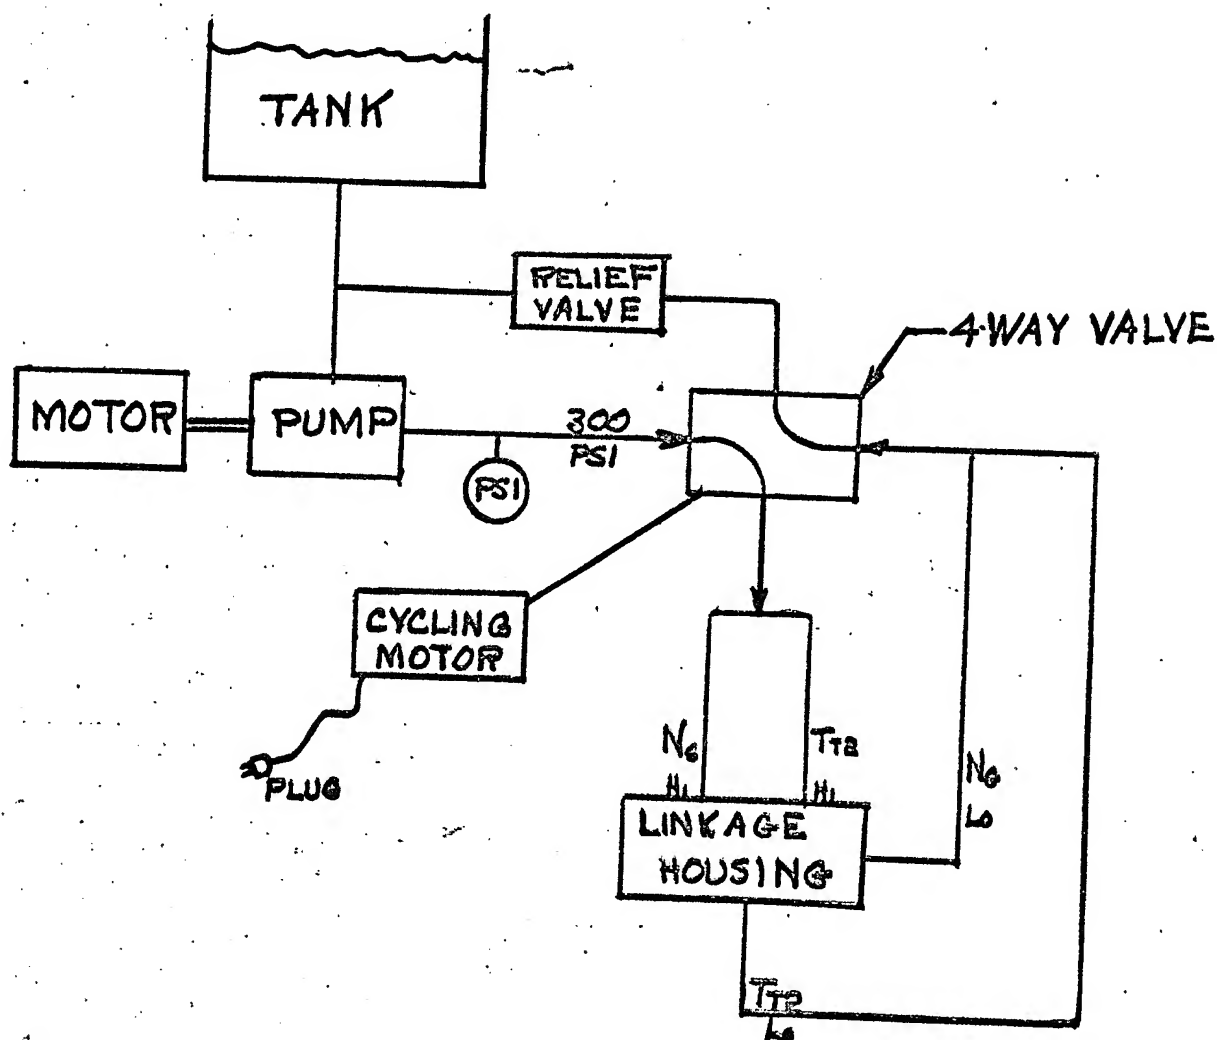 TANK
RELIEF
VALVE
4-WAY VALVE
MOTOR
PUMP
300
PSI
PSI
CYCLING
MOTOR
PLUG
NG
HI
TT2
HI
NG
LO
LINKAGE
HOUSING
TT2